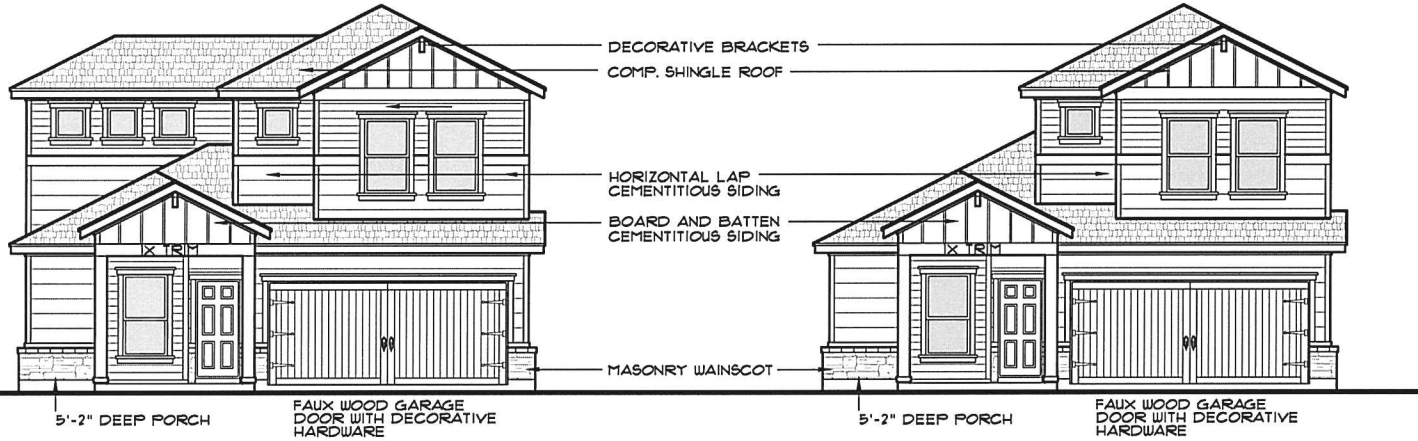 DECORATIVE BRACKETS
COMP. SHINGLE ROOF
HORIZONTAL LAP
CEMENTITIOUS SIDING
BOARD AND BATTEN
CEMENTITIOUS SIDING
X TRIM
X TRIM
MASONRY WAINSCOT
5'-2" DEEP PORCH
FAUX WOOD GARAGE
DOOR WITH DECORATIVE
HARDWARE
5'-2" DEEP PORCH
FAUX WOOD GARAGE
DOOR WITH DECORATIVE
HARDWARE